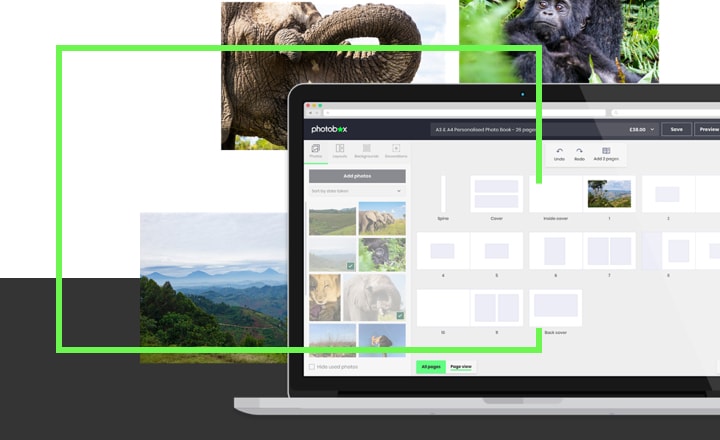 photobox
A3 & A4 Personalised Photo Book - 26 pages
£38.00
Save
Preview
Photos
Layouts
Backgrounds
Decorations
Undo
Redo
Add 2 pages
Add photos
Sort by date taken
Spine
Cover
Inside cover
1
2
4
5
6
7
8
9
Back cover
Hide used photos
All pages
Page view